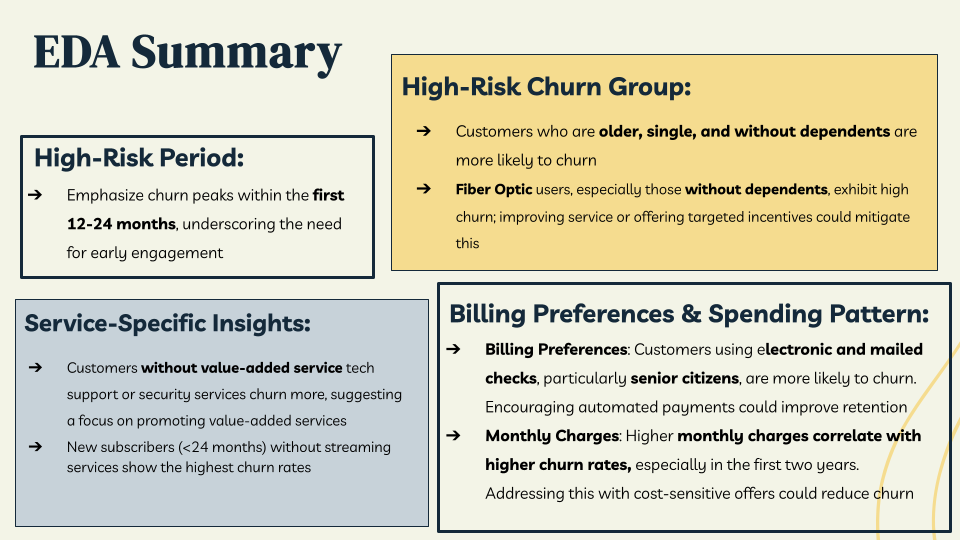 EDA Summary
High-Risk Period:
➔ Emphasize churn peaks within the first
12-24 months, underscoring the need
for early engagement
High-Risk Churn Group:
➔ Customers who are older, single, and without dependents are
more likely to churn
➔ Fiber Optic users, especially those without dependents, exhibit high
churn; improving service or offering targeted incentives could mitigate
this
Service-Specific Insights:
➔ Customers without value-added service tech
support or security services churn more, suggesting
a focus on promoting value-added services
➔ New subscribers (<24 months) without streaming
services show the highest churn rates
Billing Preferences & Spending Pattern:
➔ Billing Preferences: Customers using electronic and mailed
checks, particularly senior citizens, are more likely to churn.
Encouraging automated payments could improve retention
➔ Monthly Charges: Higher monthly charges correlate with
higher churn rates, especially in the first two years.
Addressing this with cost-sensitive offers could reduce churn